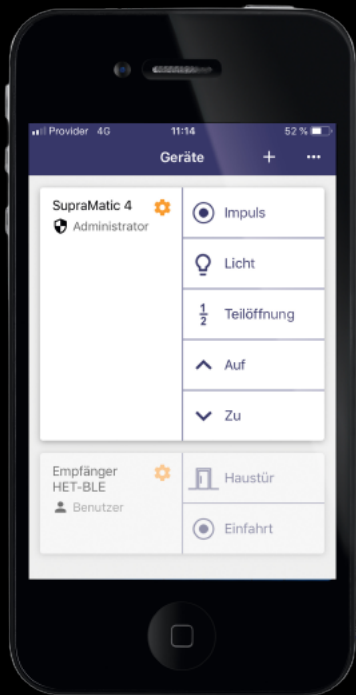 Provider 4G 11:14 52 %
Geräte + ...
SupraMatic 4
Administrator
Impuls
Licht
1/2 Teilöffnung
Auf
Zu
Empfänger
HET-BLE
Benutzer
Haustür
Einfahrt